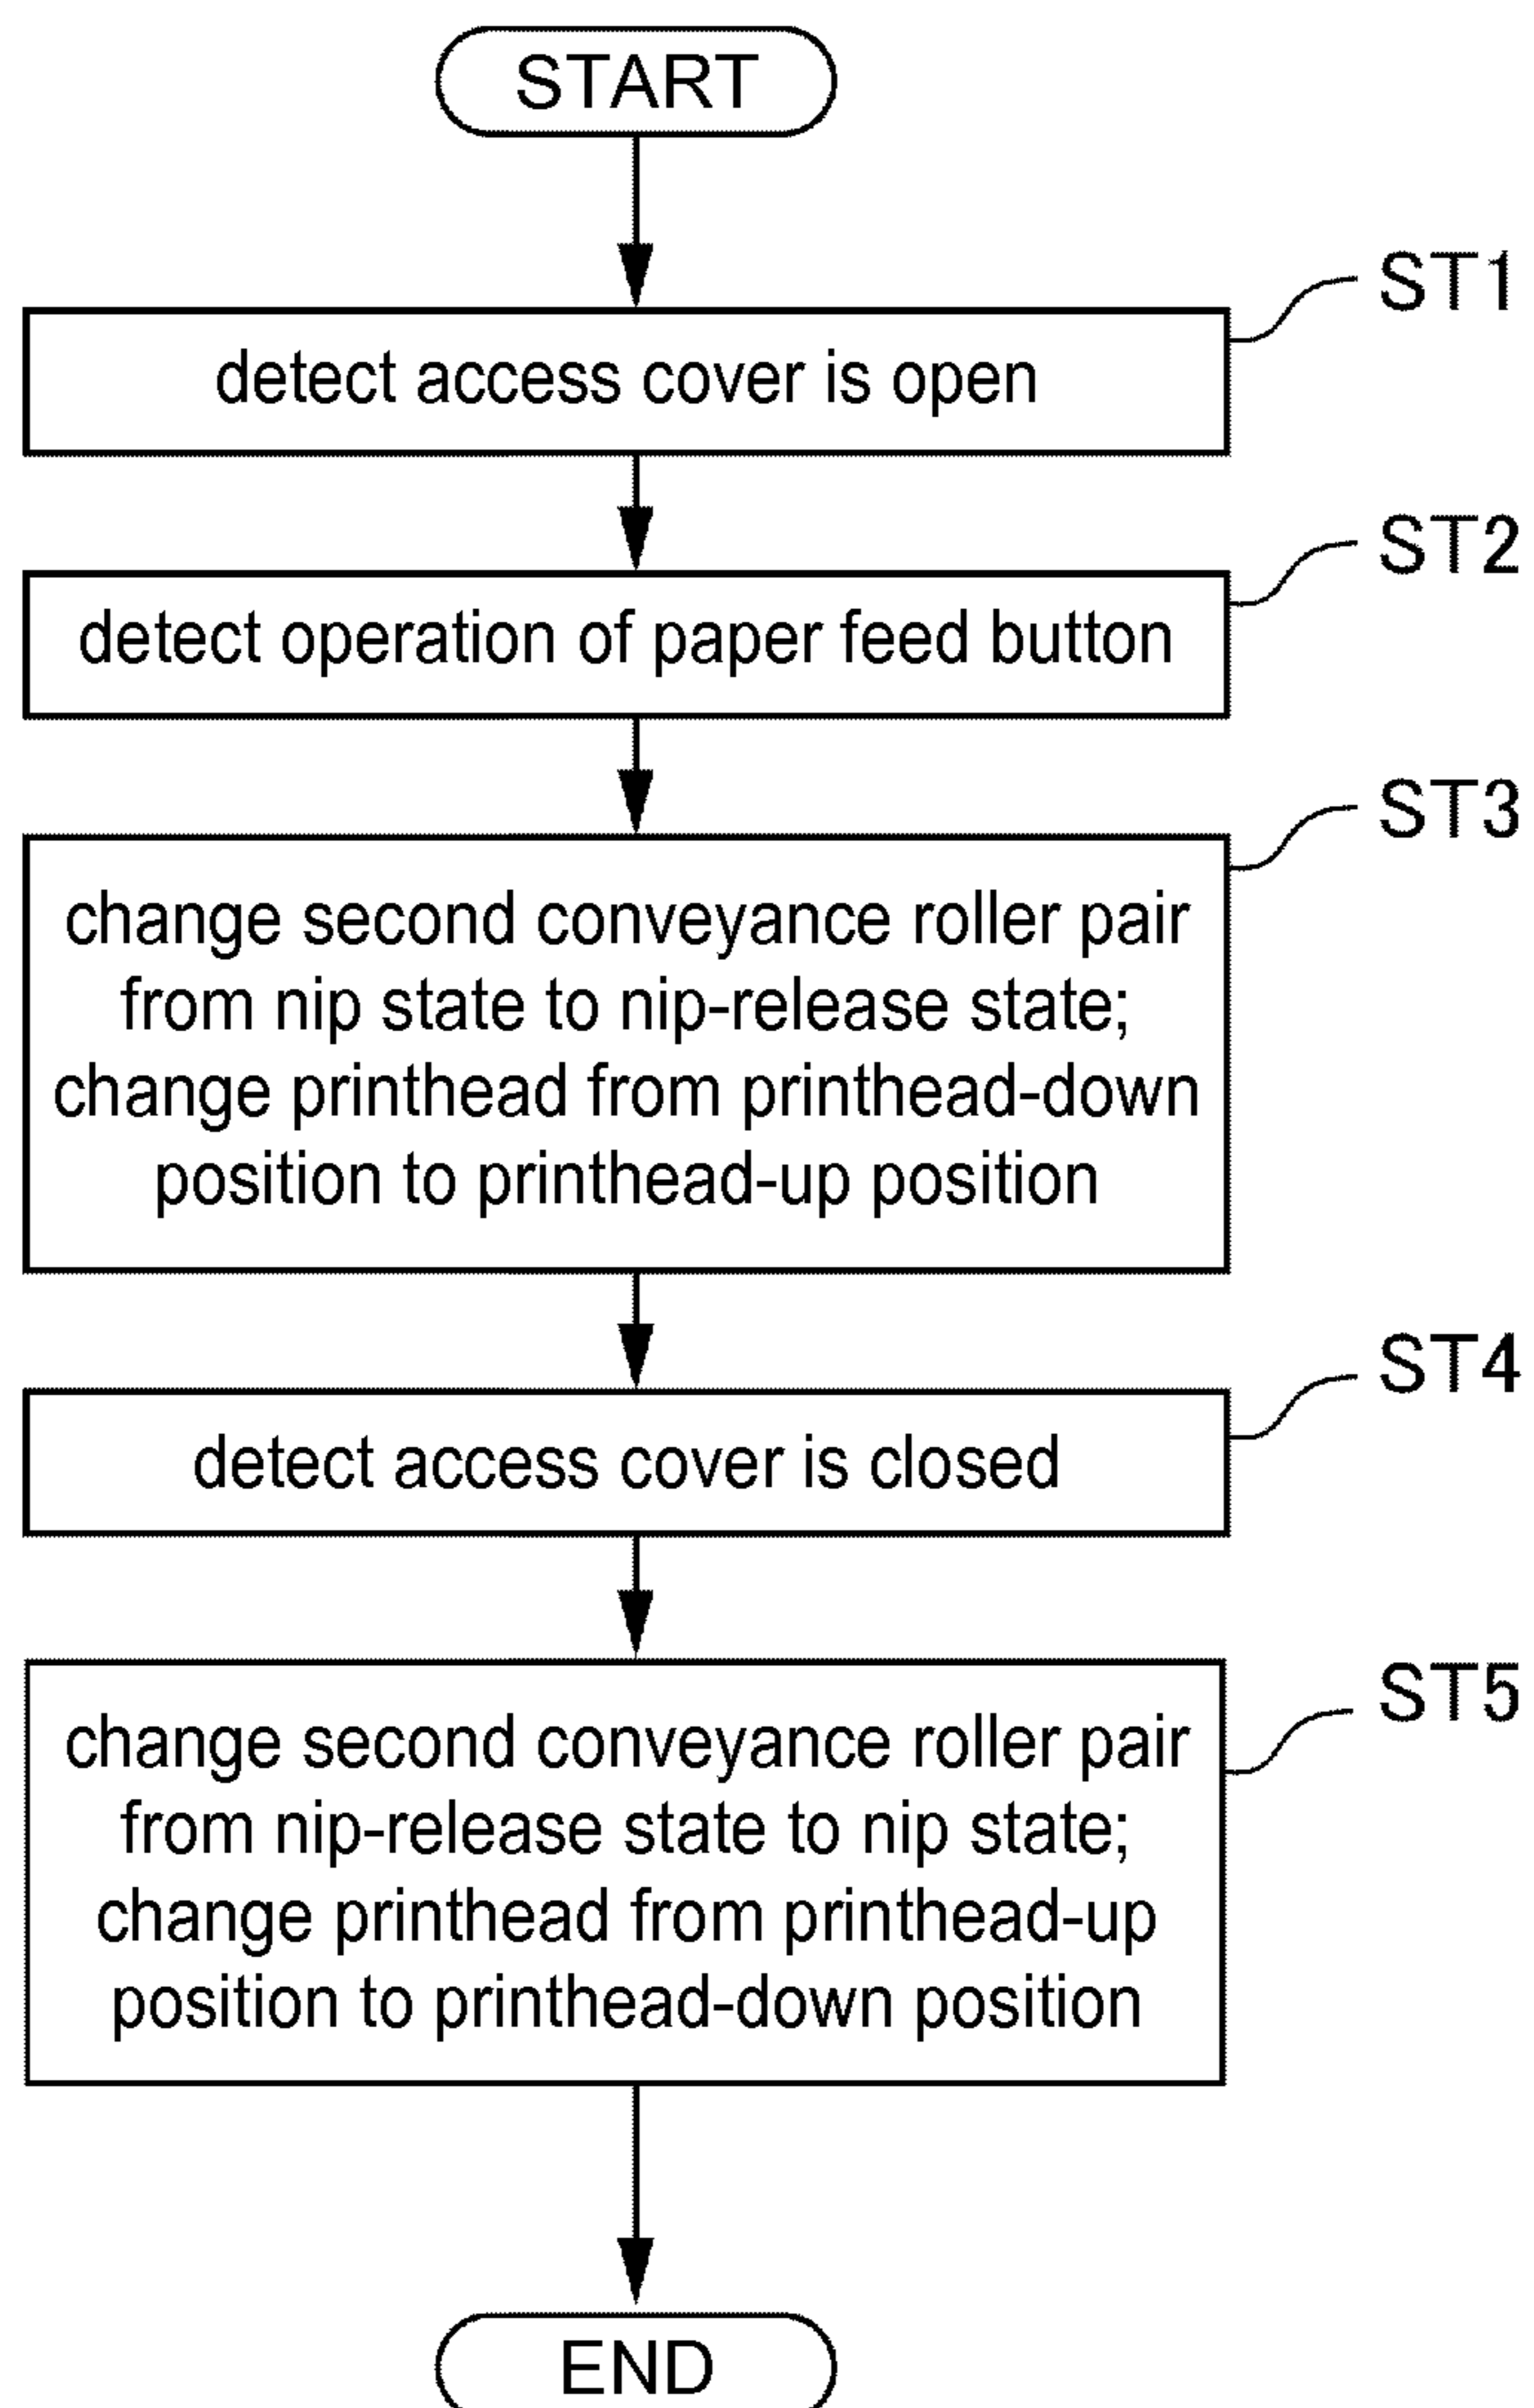 START
ST1
detect access cover is open
ST2
detect operation of paper feed button
ST3
change second conveyance roller pair
from nip state to nip-release state;
change printhead from printhead-down
position to printhead-up position
ST4
detect access cover is closed
ST5
change second conveyance roller pair
from nip-release state to nip state;
change printhead from printhead-up
position to printhead-down position
END